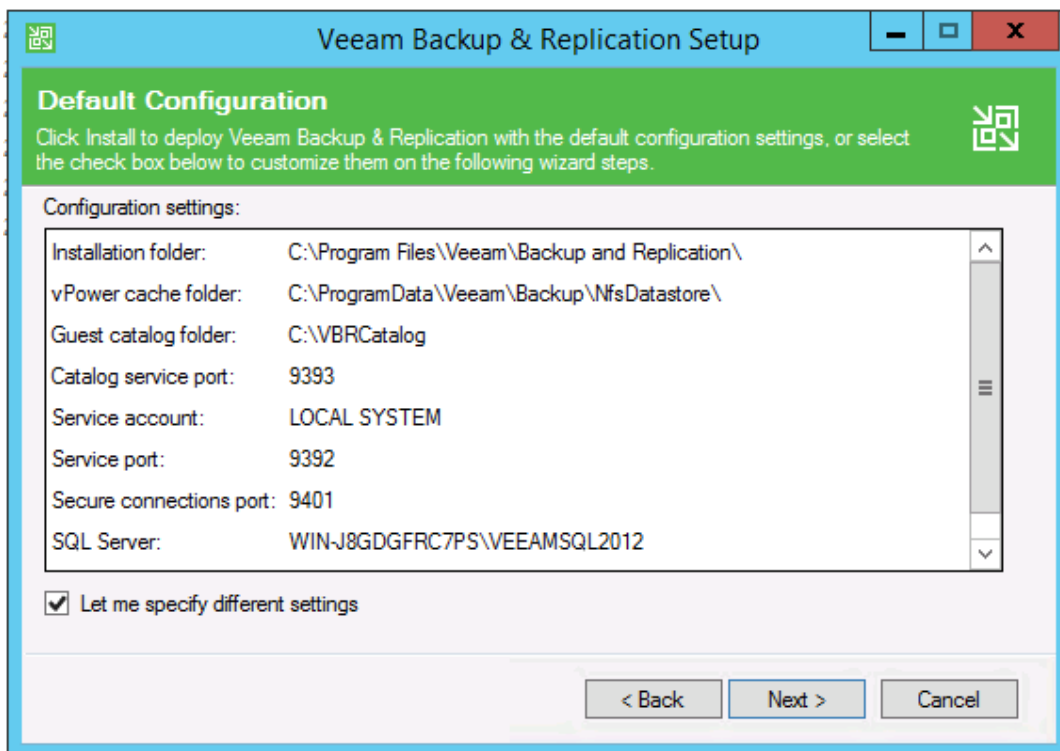 Veeam Backup & Replication Setup
Default Configuration
Click Install to deploy Veeam Backup & Replication with the default configuration settings, or select
the check box below to customize them on the following wizard steps.
Configuration settings:
Installation folder: C:\Program Files\Veeam\Backup and Replication\
vPower cache folder: C:\ProgramData\Veeam\Backup\NfsDatastore\
Guest catalog folder: C:\VBRCatalog
Catalog service port: 9393
Service account: LOCAL SYSTEM
Service port: 9392
Secure connections port: 9401
SQL Server: WIN-J8GDGFRC7PS\VEEAMSQL2012
Let me specify different settings
< Back Next > Cancel